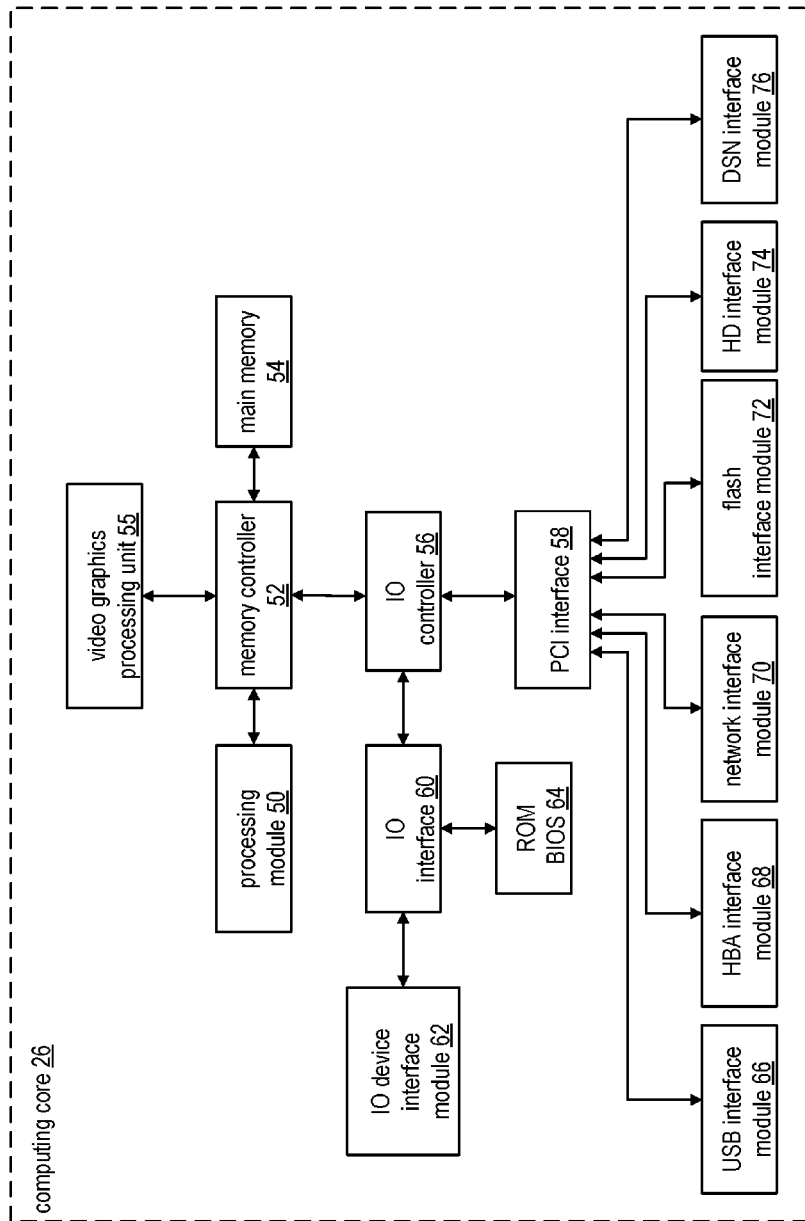 computing core 26
video graphics
processing unit 55
processing
module 50
memory controller
52
main memory
54
IO device
interface
module 62
IO
interface 60
IO
controller 56
ROM
BIOS 64
PCI interface 58
USB interface
module 66
HBA interface
module 68
network interface
module 70
flash
interface module 72
HD interface
module 74
DSN interface
module 76